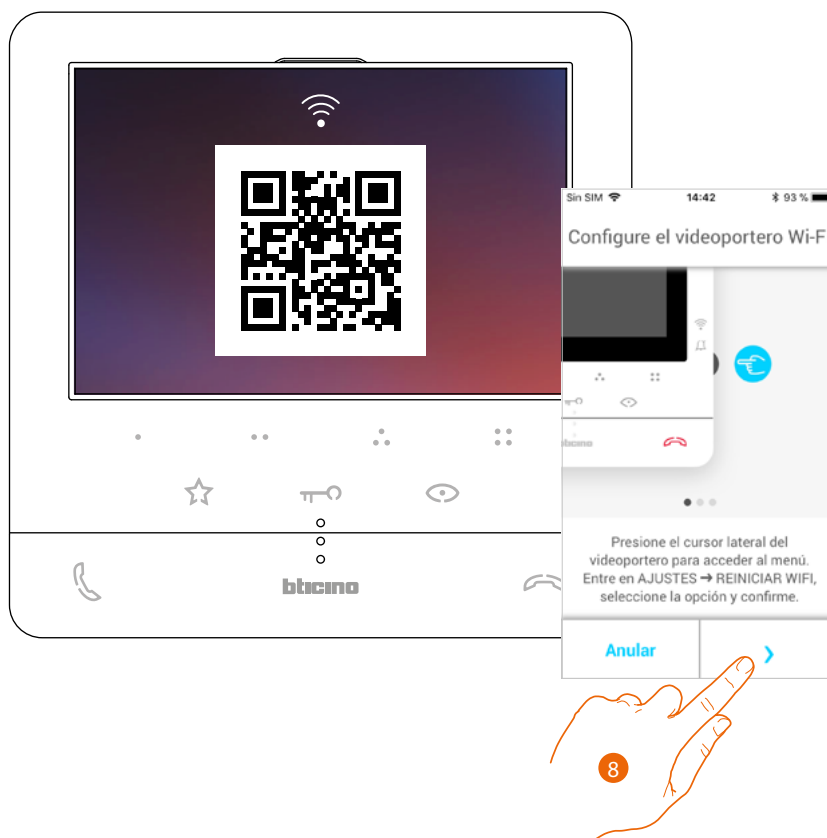 Sin SIM 14:42 93 %
Configure el videoportero Wi-F
bticino
Presione el cursor lateral del
videoportero para acceder al menú.
Entre en AJUSTES → REINICIAR WIFI,
seleccione la opción y confirme.
Anular
bticino
8